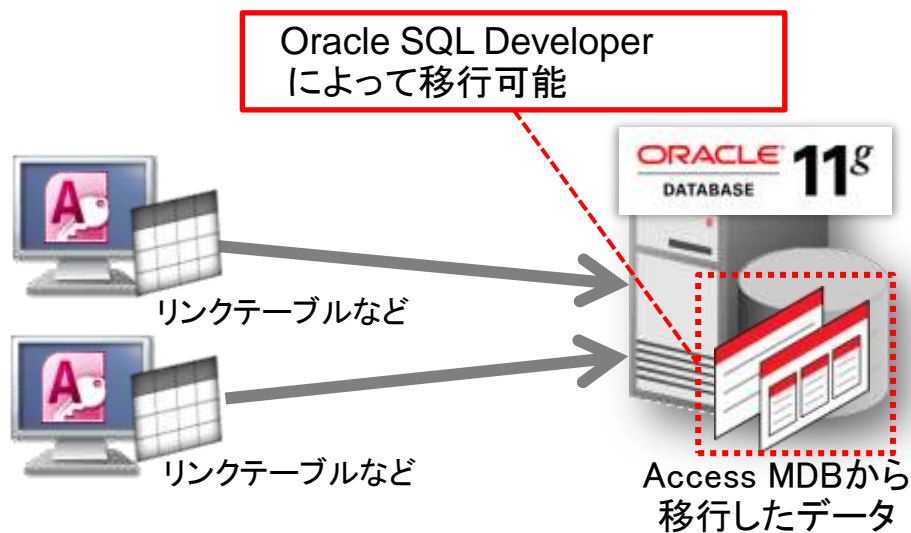 Oracle SQL Developer
によって移行可能
ORACLE
DATABASE
11g
A
リンクテーブルなど
A
リンクテーブルなど
Access MDBから
移行したデータ